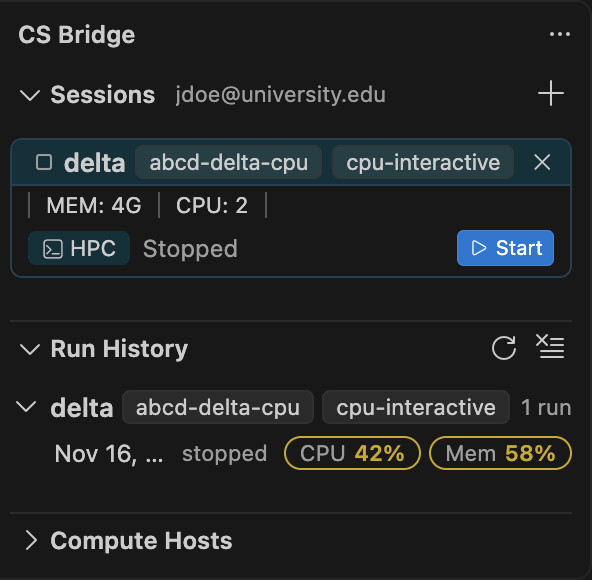 CS Bridge
Sessions jdoe@university.edu
delta abcd-delta-cpu cpu-interactive
MEM: 4G CPU: 2
HPC Stopped Start
Run History
delta abcd-delta-cpu cpu-interactive 1 run
Nov 16, ... stopped CPU 42% Mem 58%
Compute Hosts